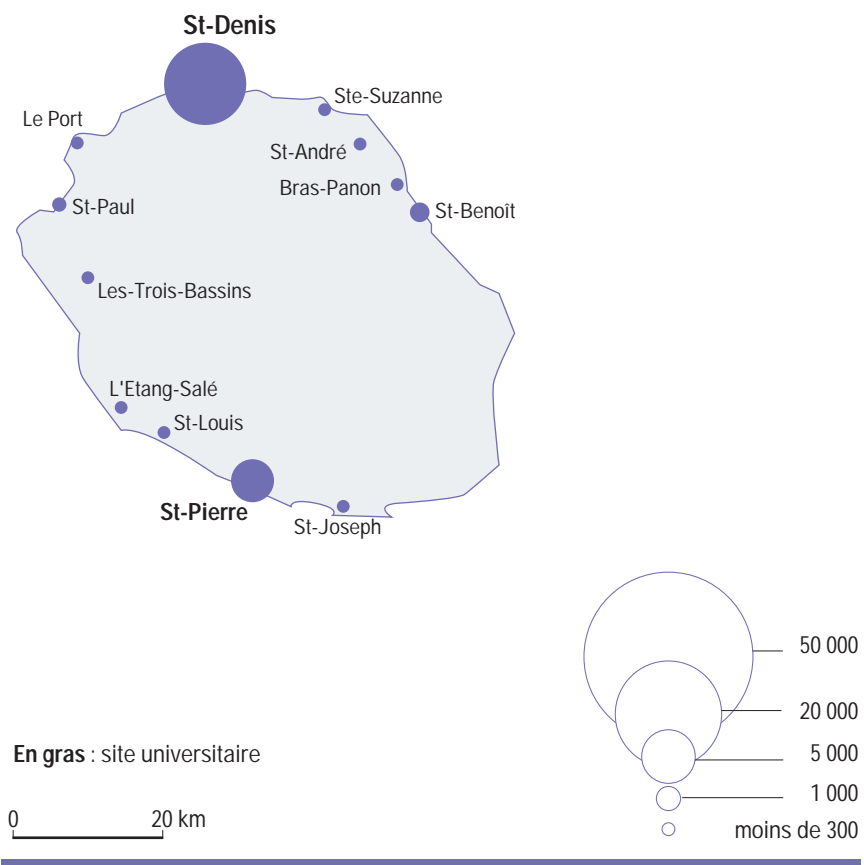 St-Denis
Ste-Suzanne
Le Port
St-André
Bras-Panon
St-Paul
St-Benoît
Les-Trois-Bassins
L'Etang-Salé
St-Louis
St-Pierre
St-Joseph
50 000
20 000
5 000
1 000
moins de 300
En gras : site universitaire
0 20 km